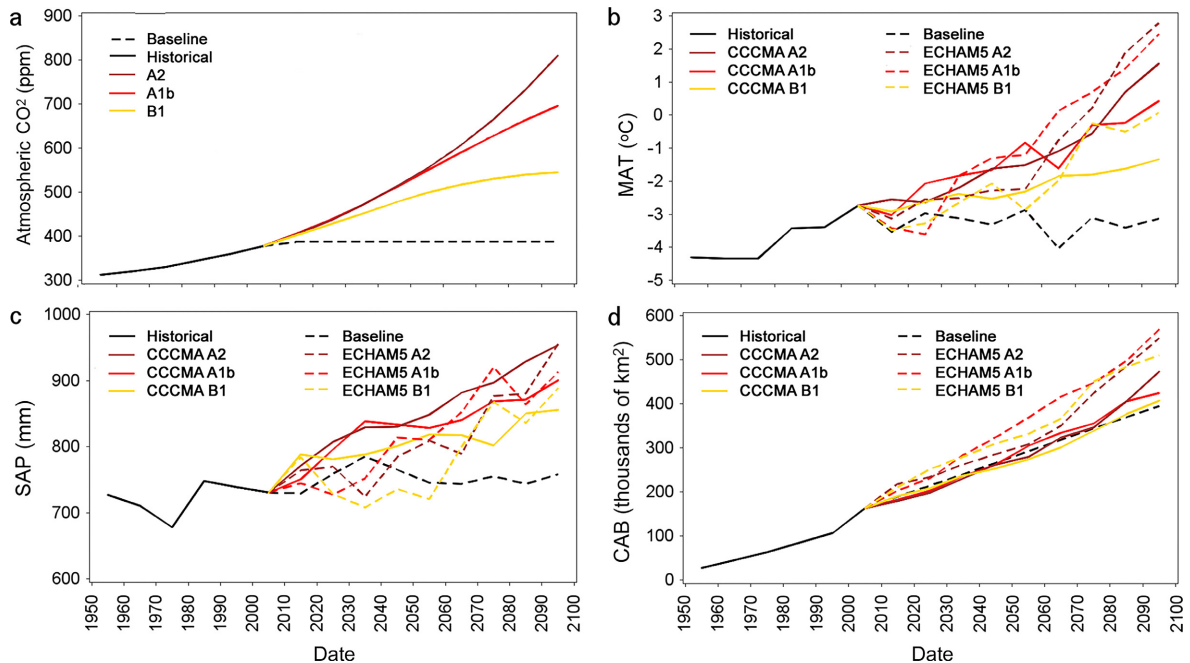 a
Atmospheric CO² (ppm)
900
800
700
600
500
400
300
Baseline
Historical
A2
A1b
B1
b
MAT (°C)
3
2
1
0
-1
-2
-3
-4
-5
Historical
CCCMA A2
CCCMA A1b
CCCMA B1
Baseline
ECHAM5 A2
ECHAM5 A1b
ECHAM5 B1
c
SAP (mm)
1000
900
800
700
600
Historical
CCCMA A2
CCCMA A1b
CCCMA B1
Baseline
ECHAM5 A2
ECHAM5 A1b
ECHAM5 B1
1950 1960 1970 1980 1990 2000 2010 2020 2030 2040 2050 2060 2070 2080 2090 2100
Date
d
CAB (thousands of km²)
600
500
400
300
200
100
0
Historical
CCCMA A2
CCCMA A1b
CCCMA B1
Baseline
ECHAM5 A2
ECHAM5 A1b
ECHAM5 B1
1950 1960 1970 1980 1990 2000 2010 2020 2030 2040 2050 2060 2070 2080 2090 2100
Date